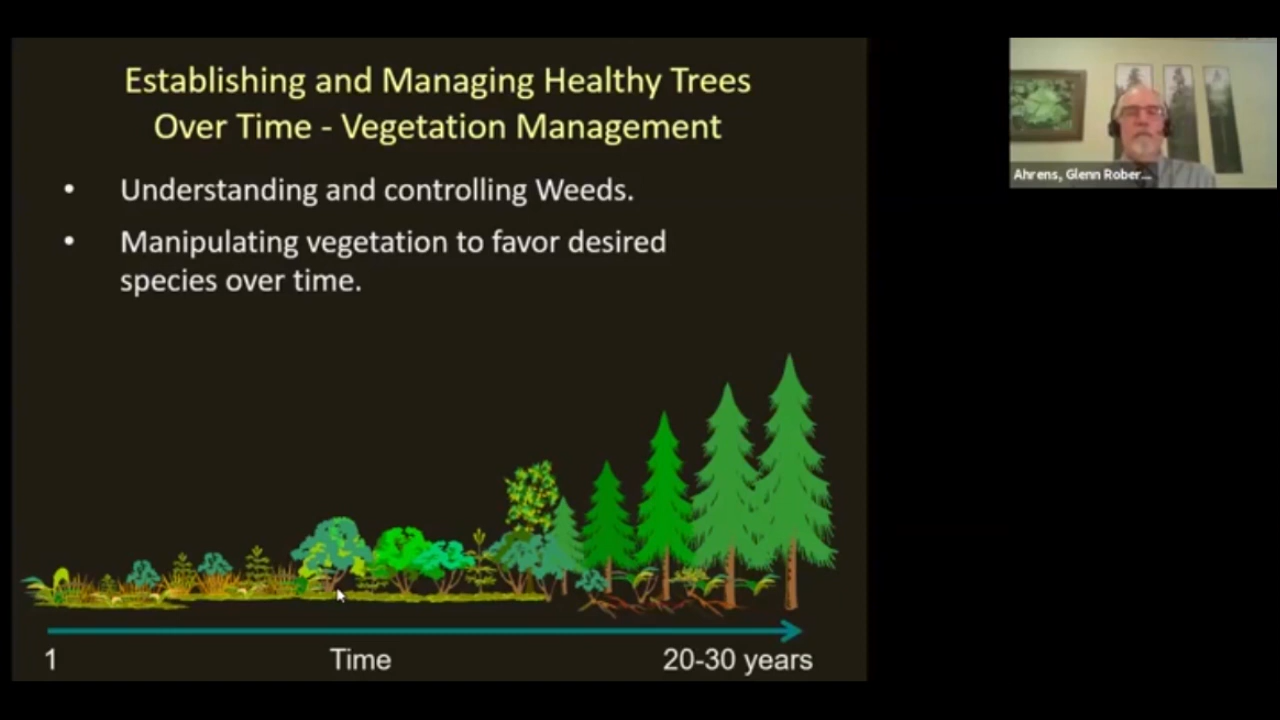 Establishing and Managing Healthy Trees
Over Time - Vegetation Management
• Understanding and controlling Weeds.
• Manipulating vegetation to favor desired
species over time.
1 Time 20-30 years
Ahrens, Glenn Rober...